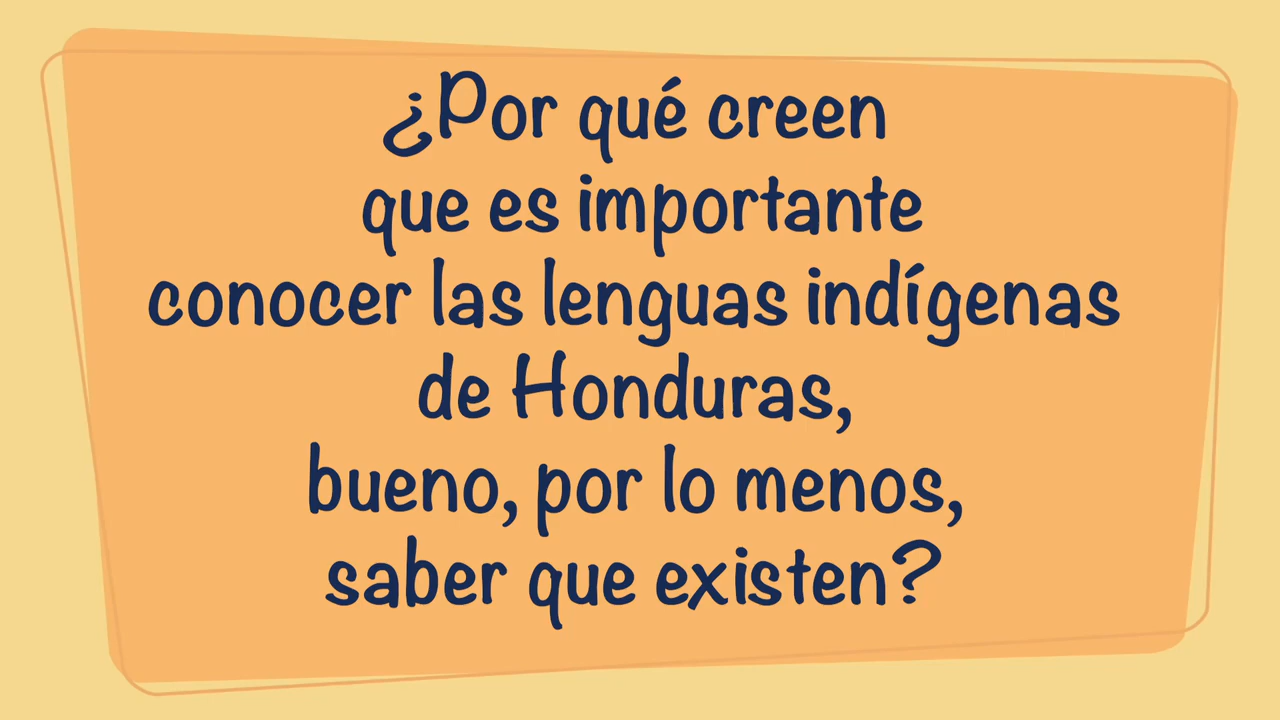 ¿Por qué creen
que es importante
conocer las lenguas indígenas
de Honduras,
bueno, por lo menos,
saber que existen?